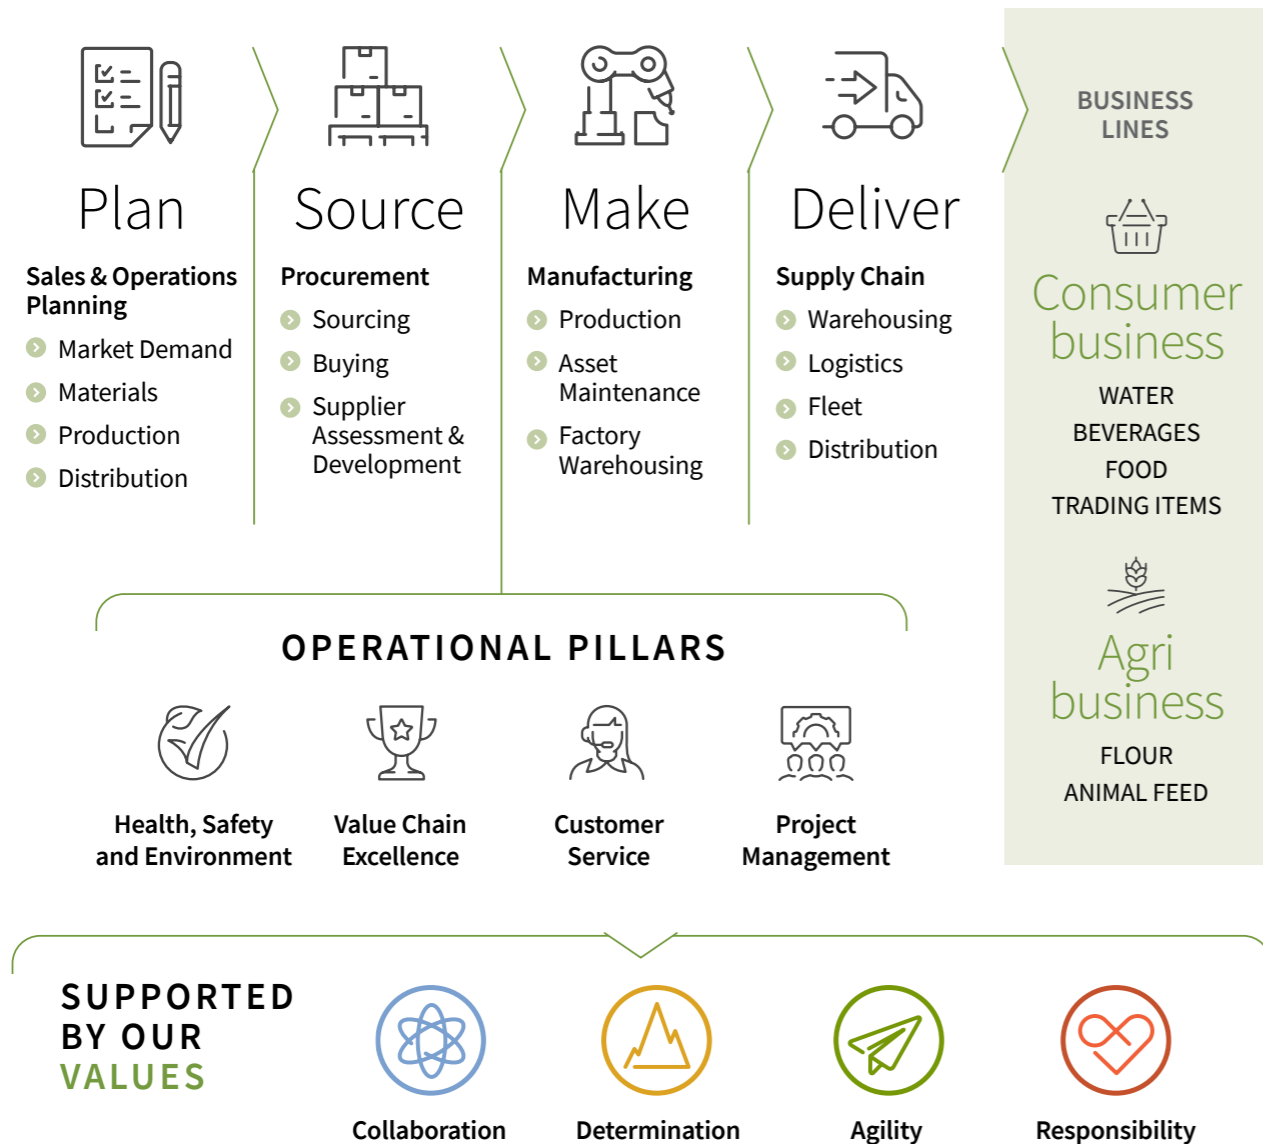 Plan
Sales & Operations
Planning
Market Demand
Materials
Production
Distribution
Source
Procurement
Sourcing
Buying
Supplier
Assessment &
Development
Make
Manufacturing
Production
Asset
Maintenance
Factory
Warehousing
Deliver
Supply Chain
Warehousing
Logistics
Fleet
Distribution
BUSINESS
LINES
Consumer
business
WATER
BEVERAGES
FOOD
TRADING ITEMS
Agri
business
FLOUR
ANIMAL FEED
OPERATIONAL PILLARS
Health, Safety
and Environment
Value Chain
Excellence
Customer
Service
Project
Management
SUPPORTED
BY OUR
VALUES
Collaboration
Determination
Agility
Responsibility